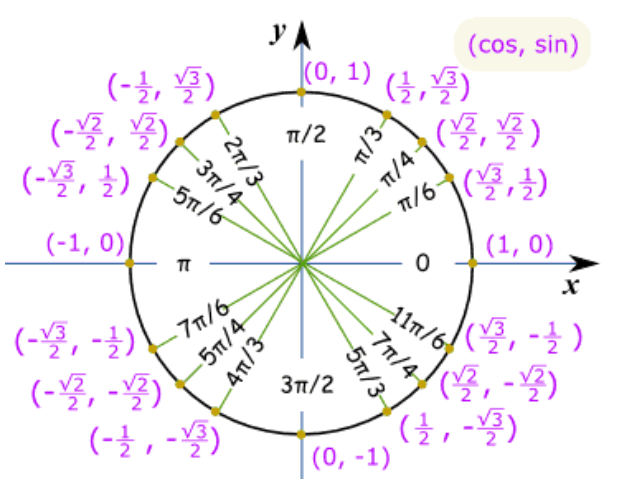 y
(cos, sin)
(0, 1)
(-1/2, √3/2)
(1/2, √3/2)
(-√2/2, √2/2)
(√2/2, √2/2)
(-√3/2, 1/2)
(√3/2, 1/2)
π/2
2π/3
π/3
3π/4
π/4
5π/6
π/6
(-1, 0)
π
0
(1, 0)
x
7π/6
11π/6
5π/4
7π/4
4π/3
5π/3
3π/2
(-√3/2, -1/2)
(√3/2, -1/2 )
(-√2/2, -√2/2)
(√2/2, -√2/2)
(-1/2 , -√3/2)
(1/2 , -√3/2)
(0, -1)